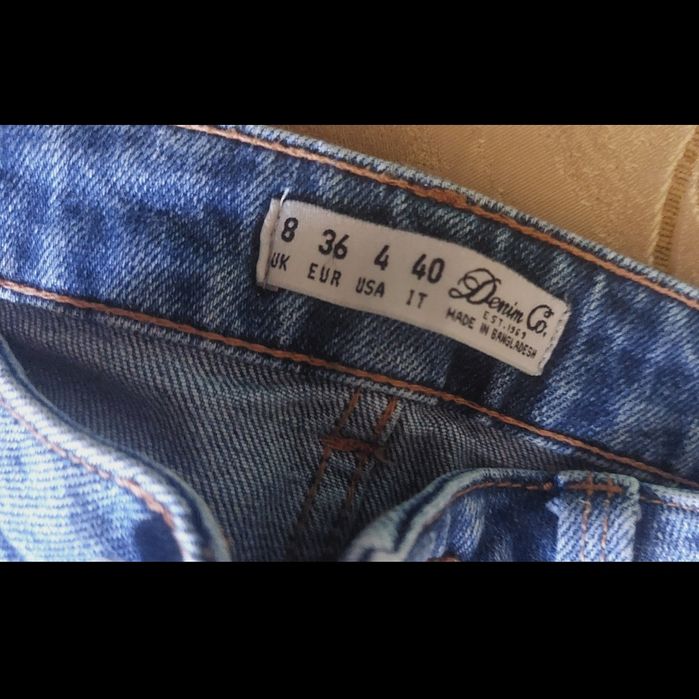 8 36 4 40
UK EUR USA IT
Denim Co.
EST. 1969
MADE IN BANGLADESH